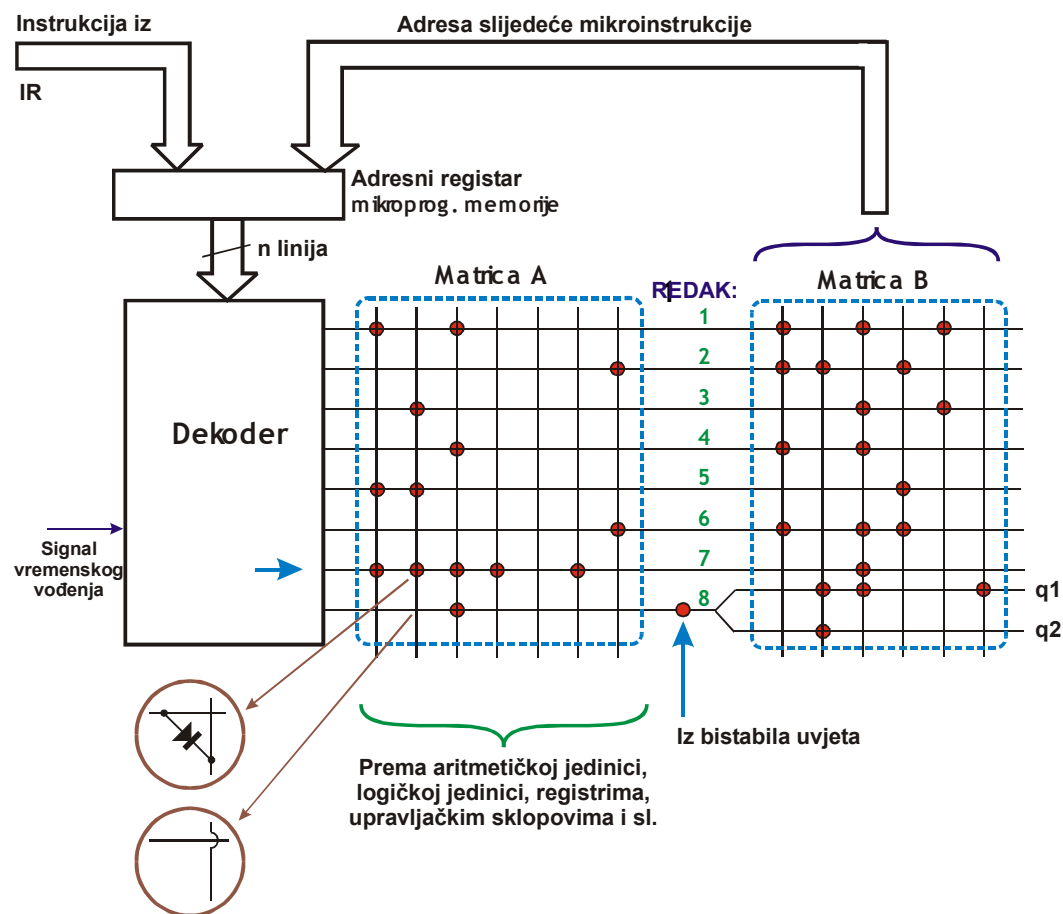 Instrukcija iz
Adresa slijedeće mikroinstrukcije
IR
Adresni registar
mikroprog. memorije
n linija
Matrica A
REDAK:
1
Matrica B
1
2
3
Dekoder
4
5
6
Signal
vremenskog
vođenja
7
8
q1
q2
Iz bistabila uvjeta
Prema aritmetičkoj jedinici,
logičkoj jedinici, registrima,
upravljačkim sklopovima i sl.